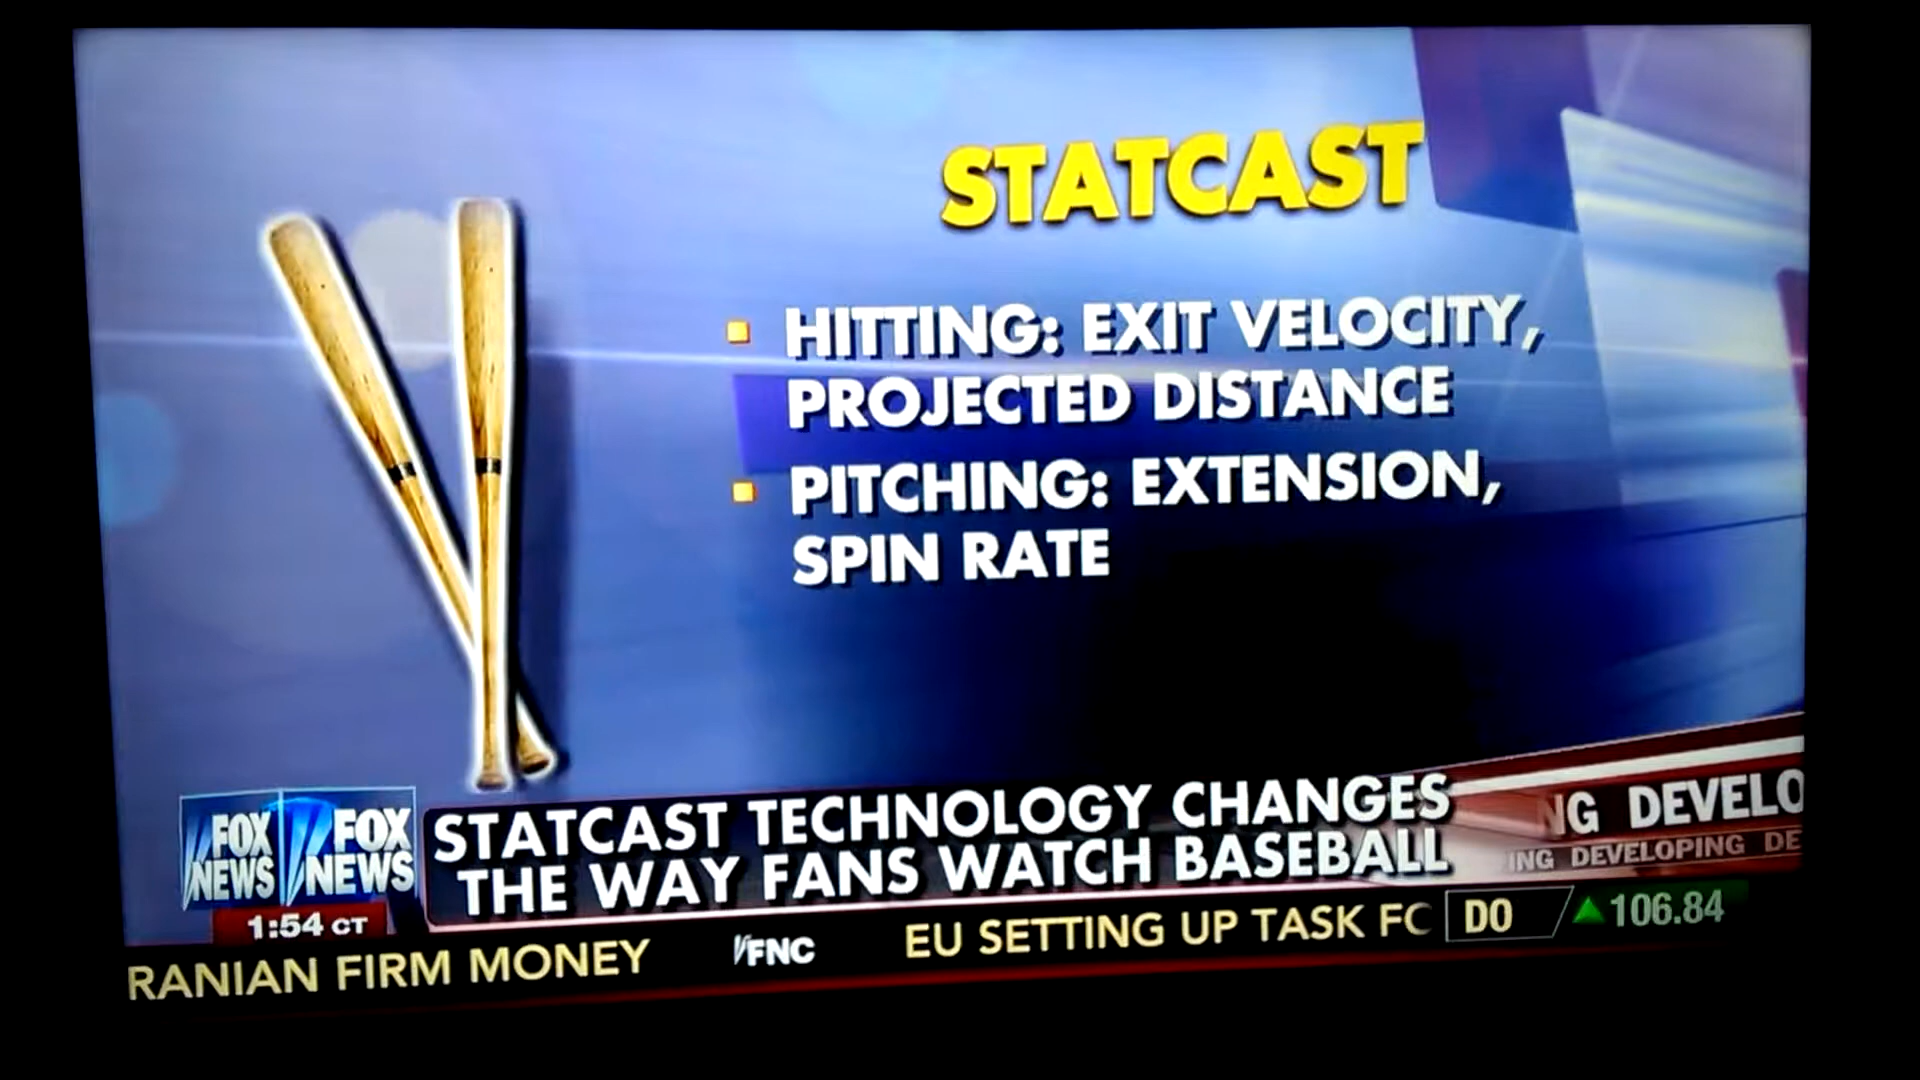 STATCAST
HITTING: EXIT VELOCITY,
PROJECTED DISTANCE
PITCHING: EXTENSION,
SPIN RATE
FOX NEWS
FOX NEWS
STATCAST TECHNOLOGY CHANGES
THE WAY FANS WATCH BASEBALL
NG DEVELO
ING DEVELOPING DE
1:54 CT
RANIAN FIRM MONEY
FNC
EU SETTING UP TASK FC
DO
106.84